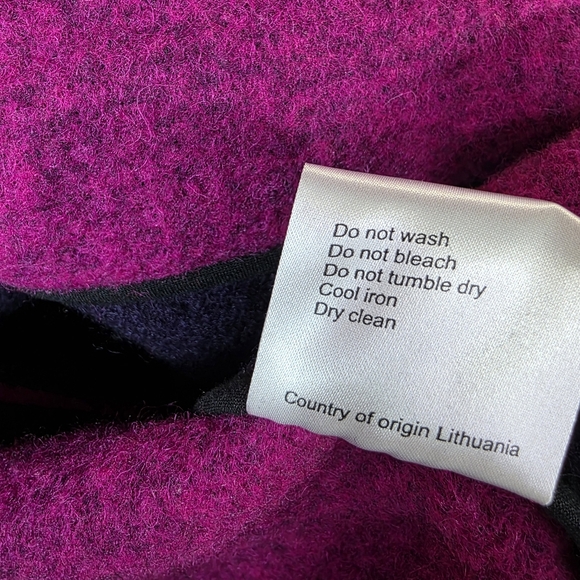 Do not wash
Do not bleach
Do not tumble dry
Cool iron
Dry clean
Country of origin Lithuania